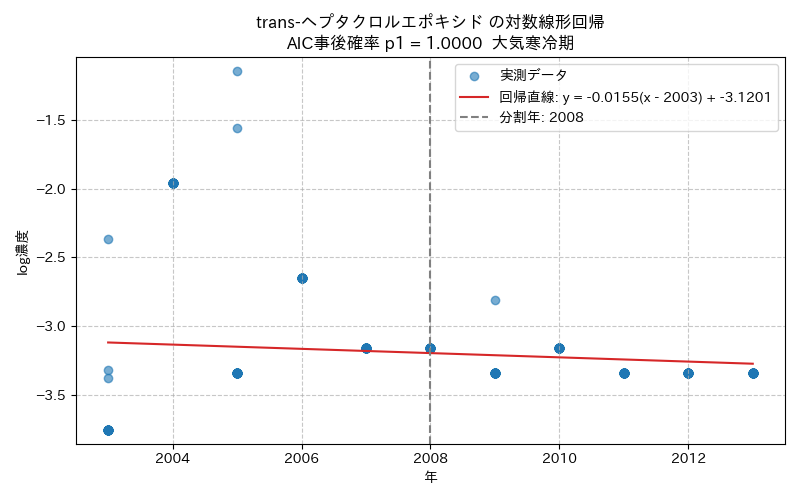 trans-ヘプタクロルエポキシド の対数線形回帰
AIC事後確率 p1 = 1.0000  大気寒冷期
実測データ
回帰直線: y = -0.0155(x - 2003) + -3.1201
分割年: 2008
log濃度
−1.5
−2.0
−2.5
−3.0
−3.5
2004
2006
2008
2010
2012
年